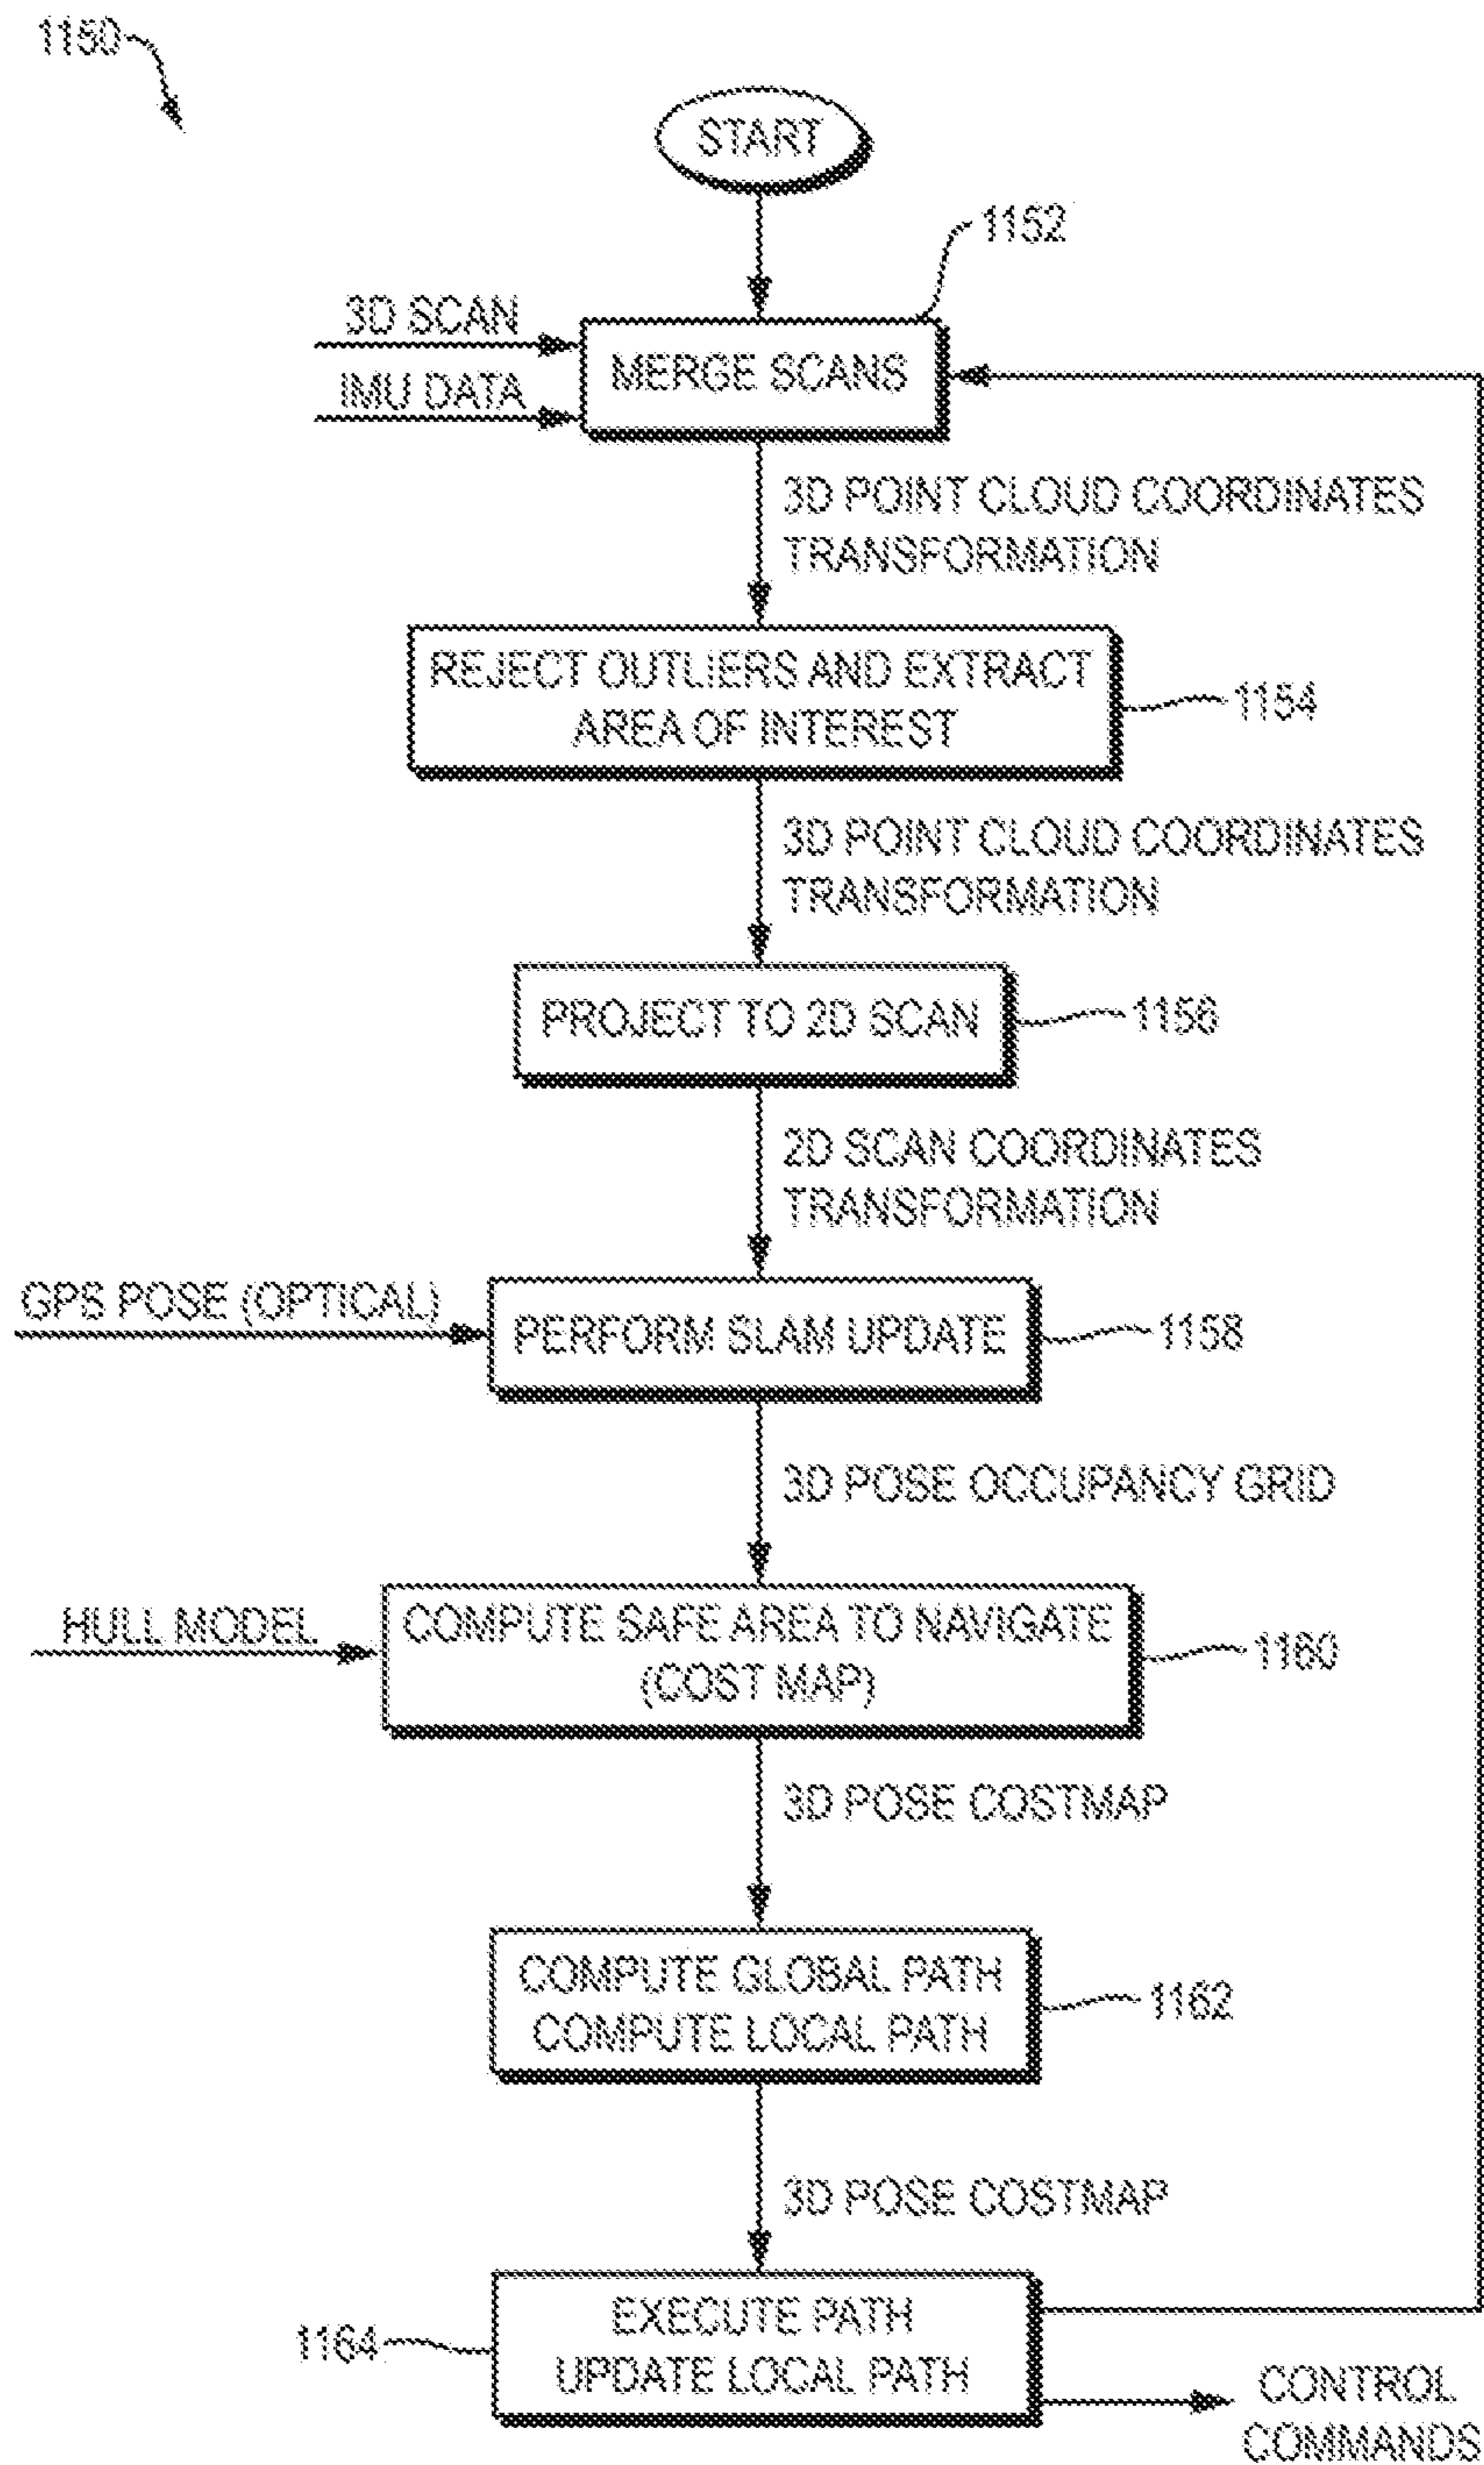 1150
START
1152
3D SCAN
IMU DATA
MERGE SCANS
3D POINT CLOUD COORDINATES
TRANSFORMATION
REJECT OUTLIERS AND EXTRACT
AREA OF INTEREST
1154
3D POINT CLOUD COORDINATES
TRANSFORMATION
PROJECT TO 2D SCAN
1156
2D SCAN COORDINATES
TRANSFORMATION
GPS POSE (OPTICAL)
PERFORM SLAM UPDATE
1158
3D POSE OCCUPANCY GRID
HULL MODEL
COMPUTE SAFE AREA TO NAVIGATE
(COST MAP)
1160
3D POSE COSTMAP
COMPUTE GLOBAL PATH
COMPUTE LOCAL PATH
1162
3D POSE COSTMAP
1164
EXECUTE PATH
UPDATE LOCAL PATH
CONTROL
COMMANDS